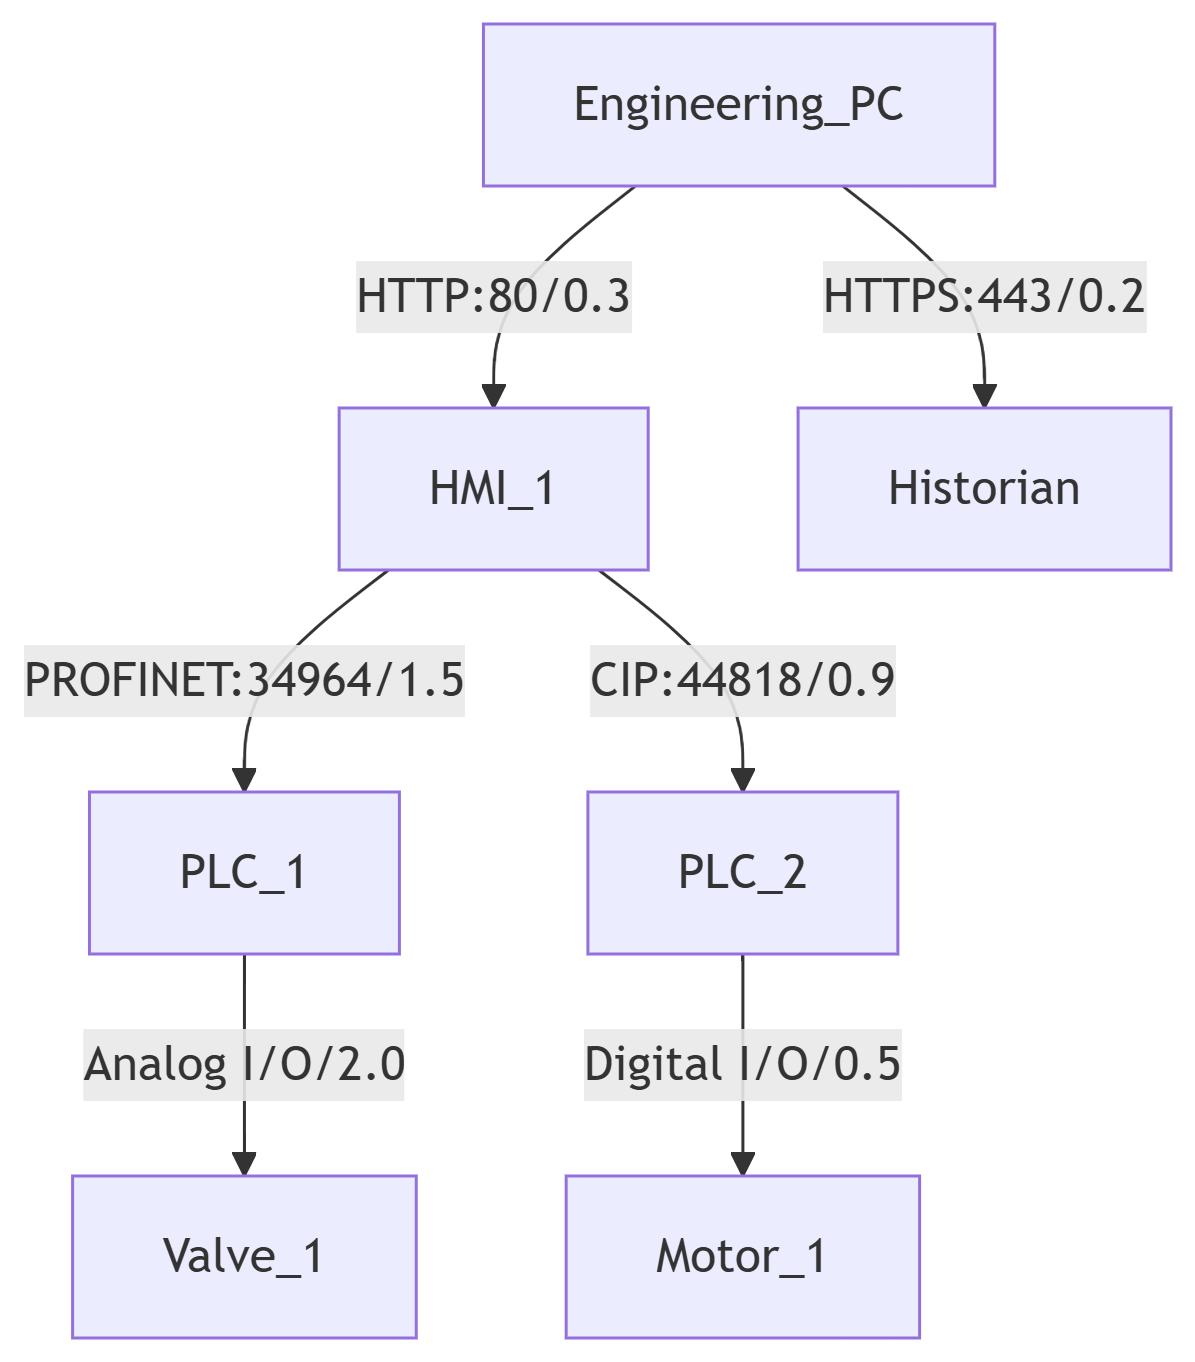 Engineering_PC
HTTP:80/0.3
HTTPS:443/0.2
HMI_1
Historian
PROFINET:34964/1.5
CIP:44818/0.9
PLC_1
PLC_2
Analog I/O/2.0
Digital I/O/0.5
Valve_1
Motor_1